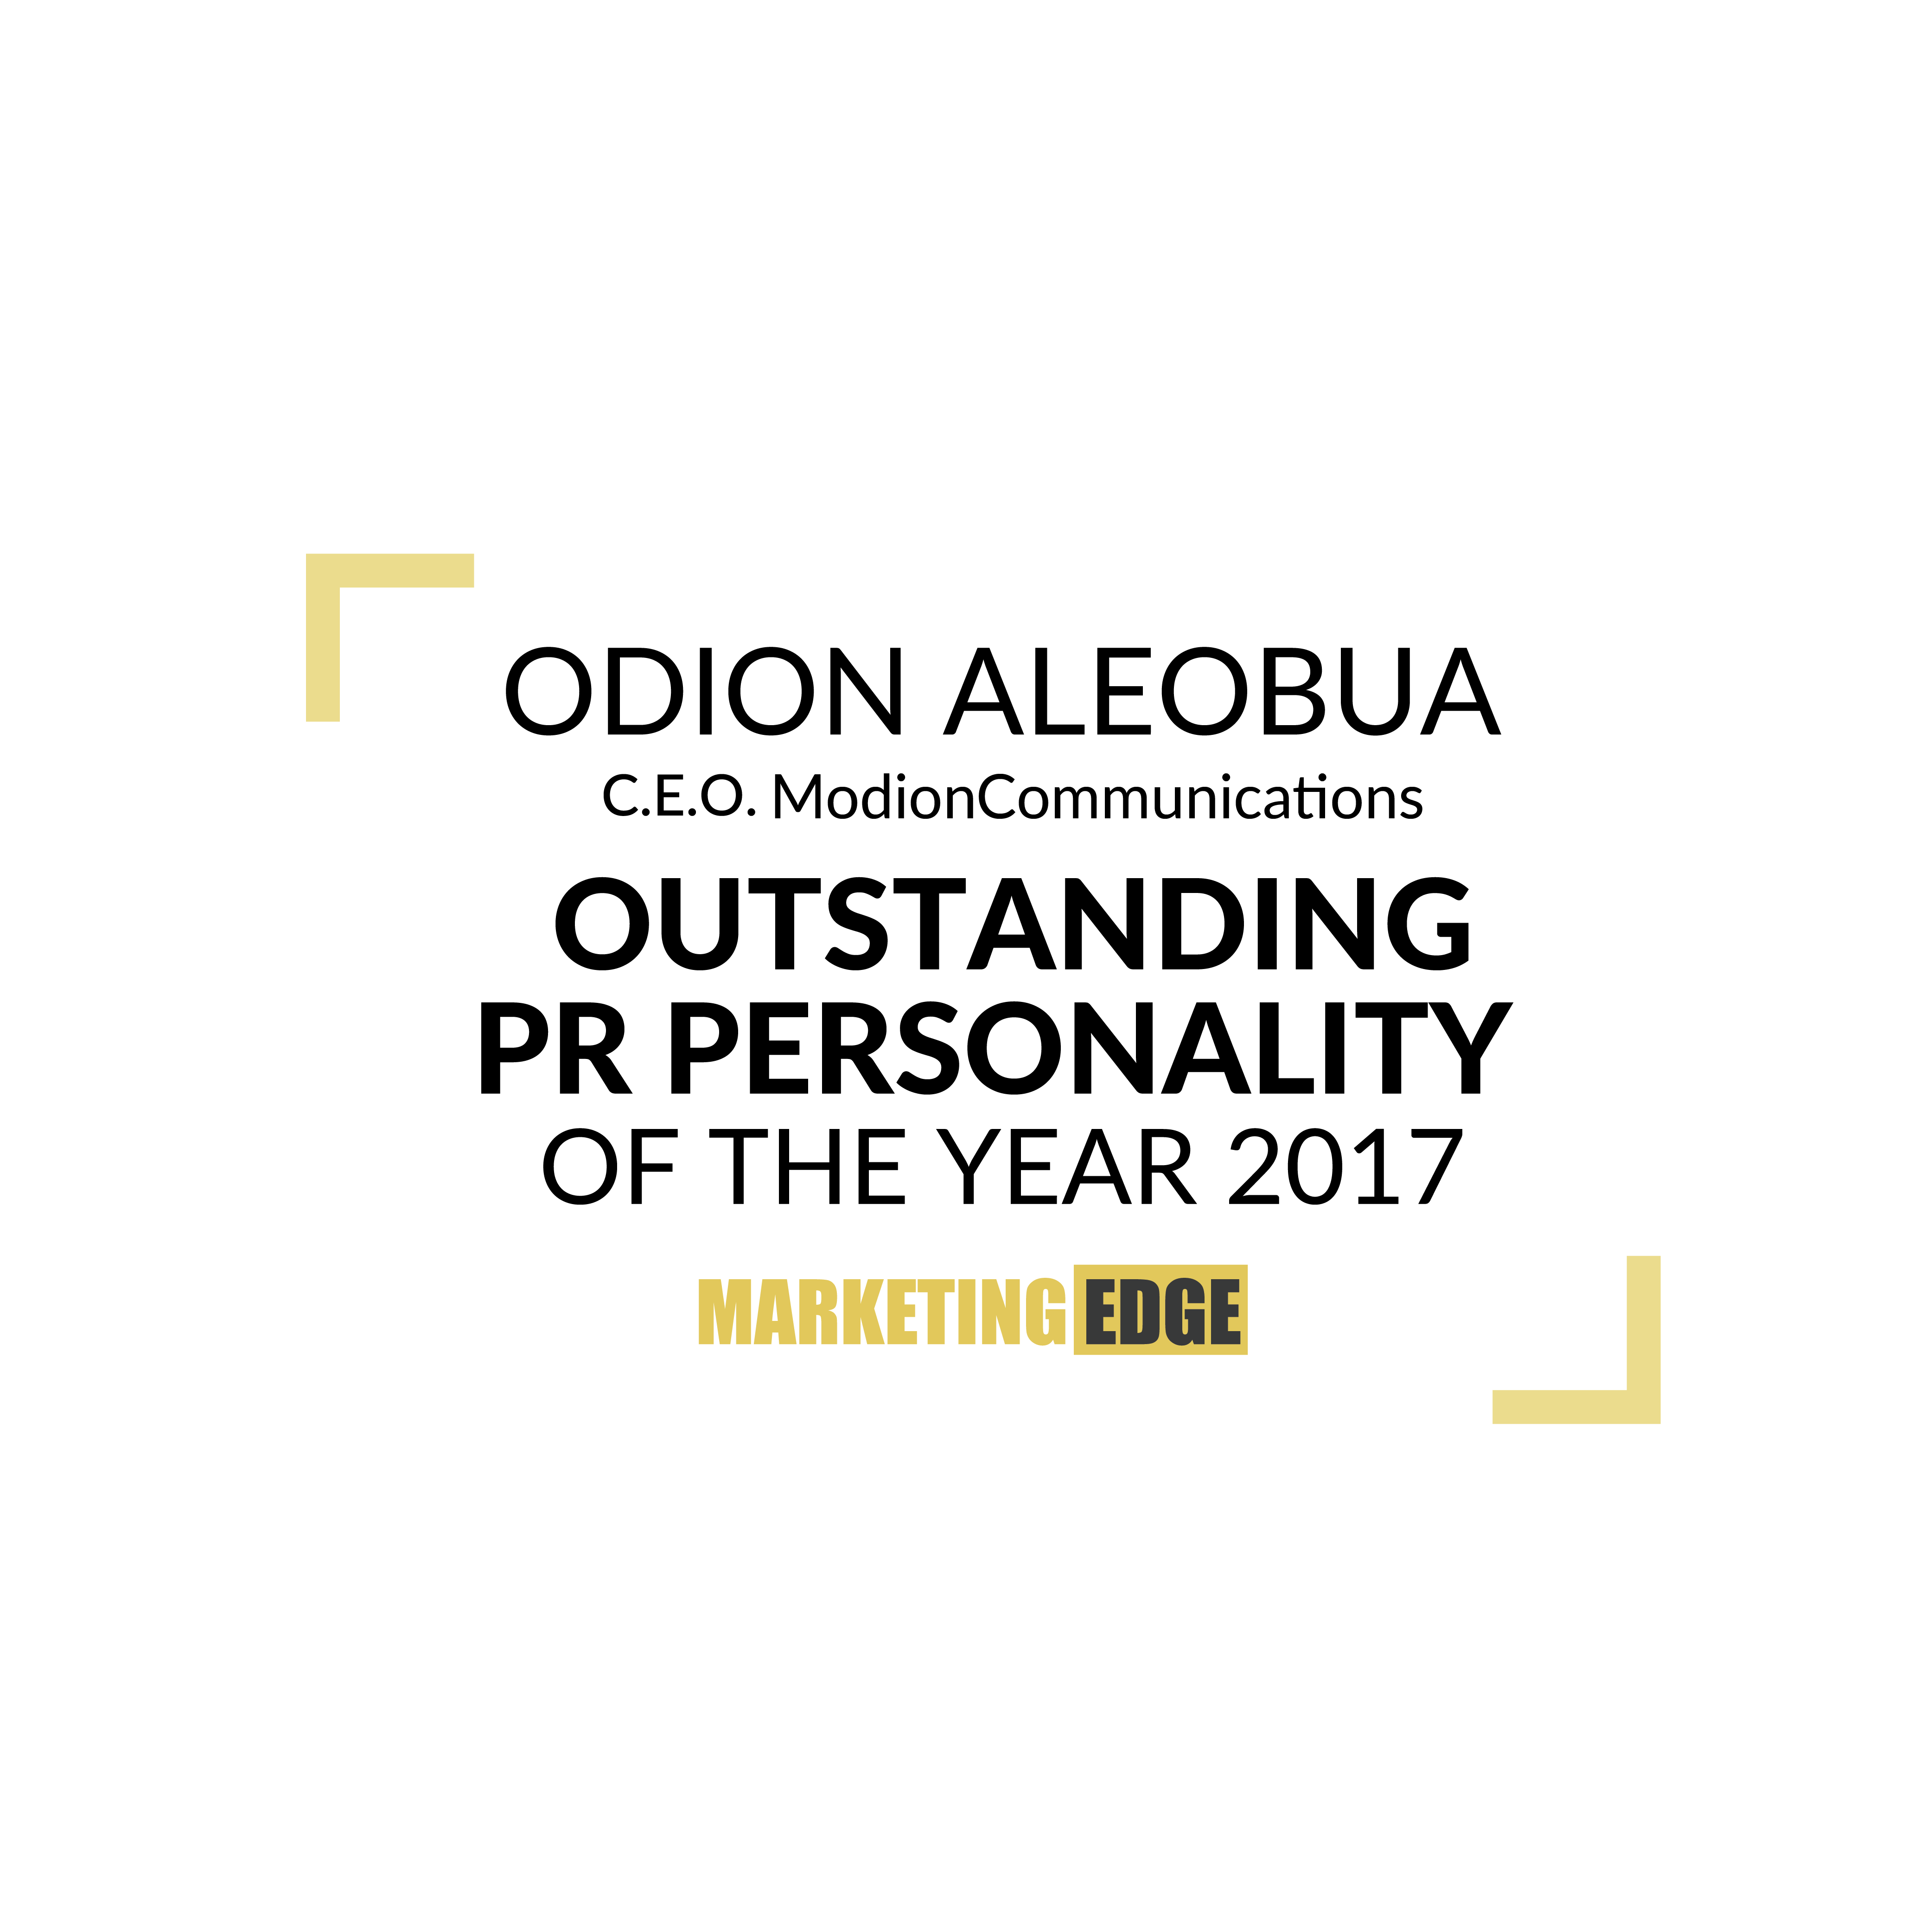 ODION ALEOBUA
C.E.O. ModionCommunications
OUTSTANDING
PR PERSONALITY
OF THE YEAR 2017
MARKETING EDGE